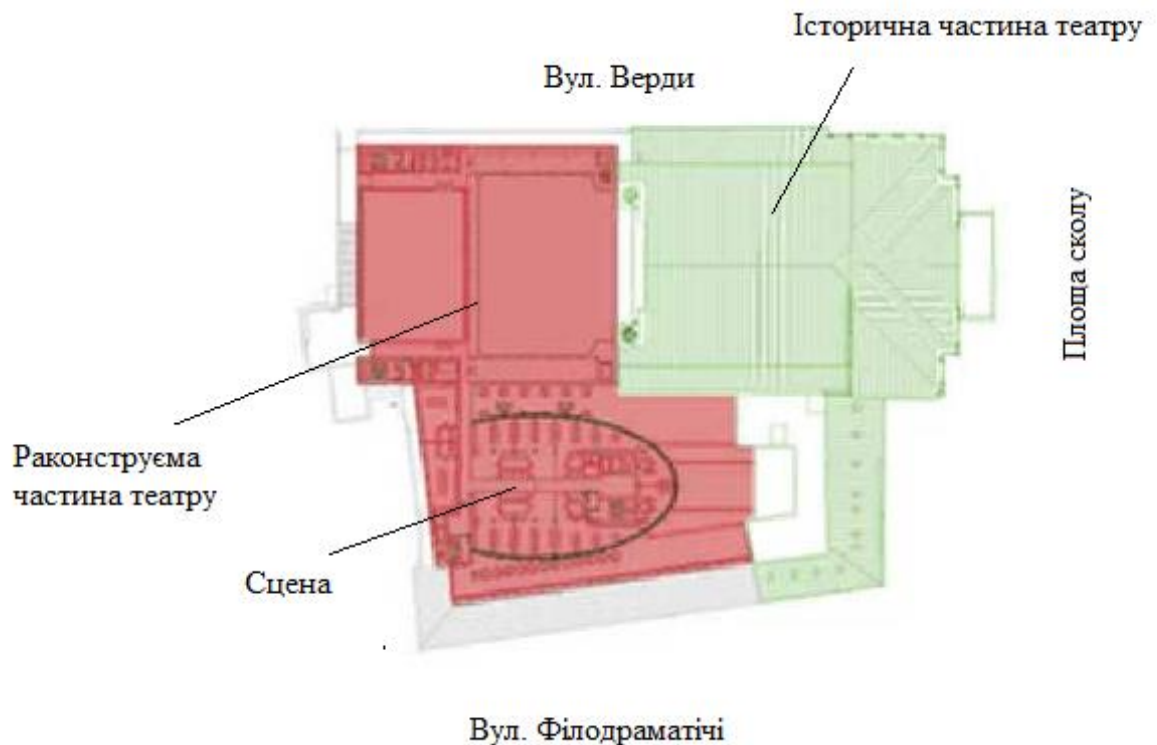 Історична частина театру
Вул. Верди
Площа сколу
Раконструєма
частина театру
Сцена
Вул. Філодраматічі